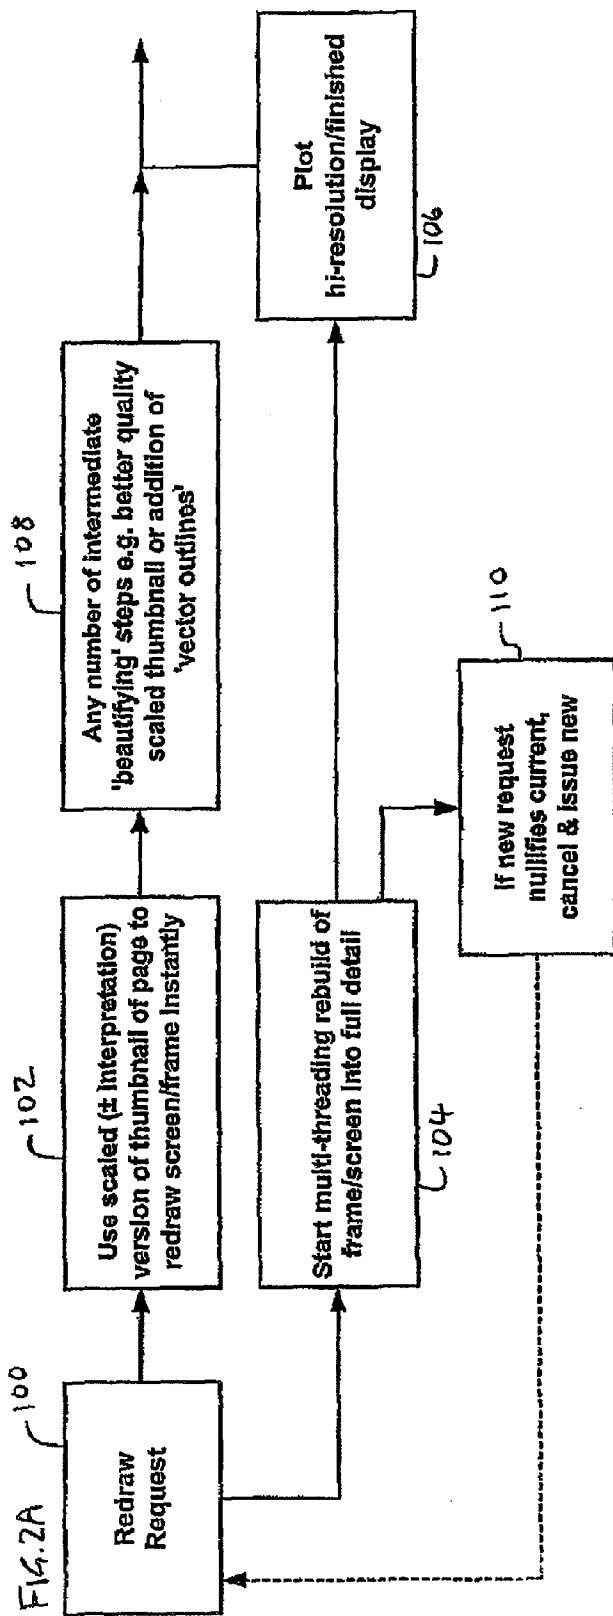 FIG.2A
100
Redraw
Request
102
Use scaled (± Interpretation)
version of thumbnail of page to
redraw screen/frame instantly
108
Any number of intermediate
'beautifying' steps e.g. better quality
scaled thumbnail or addition of
'vector outlines'
Start multi-threading rebuild of
frame/screen into full detail
104
Plot
hi-resolution/finished
display
106
110
If new request
nullifies current,
cancel & issue new